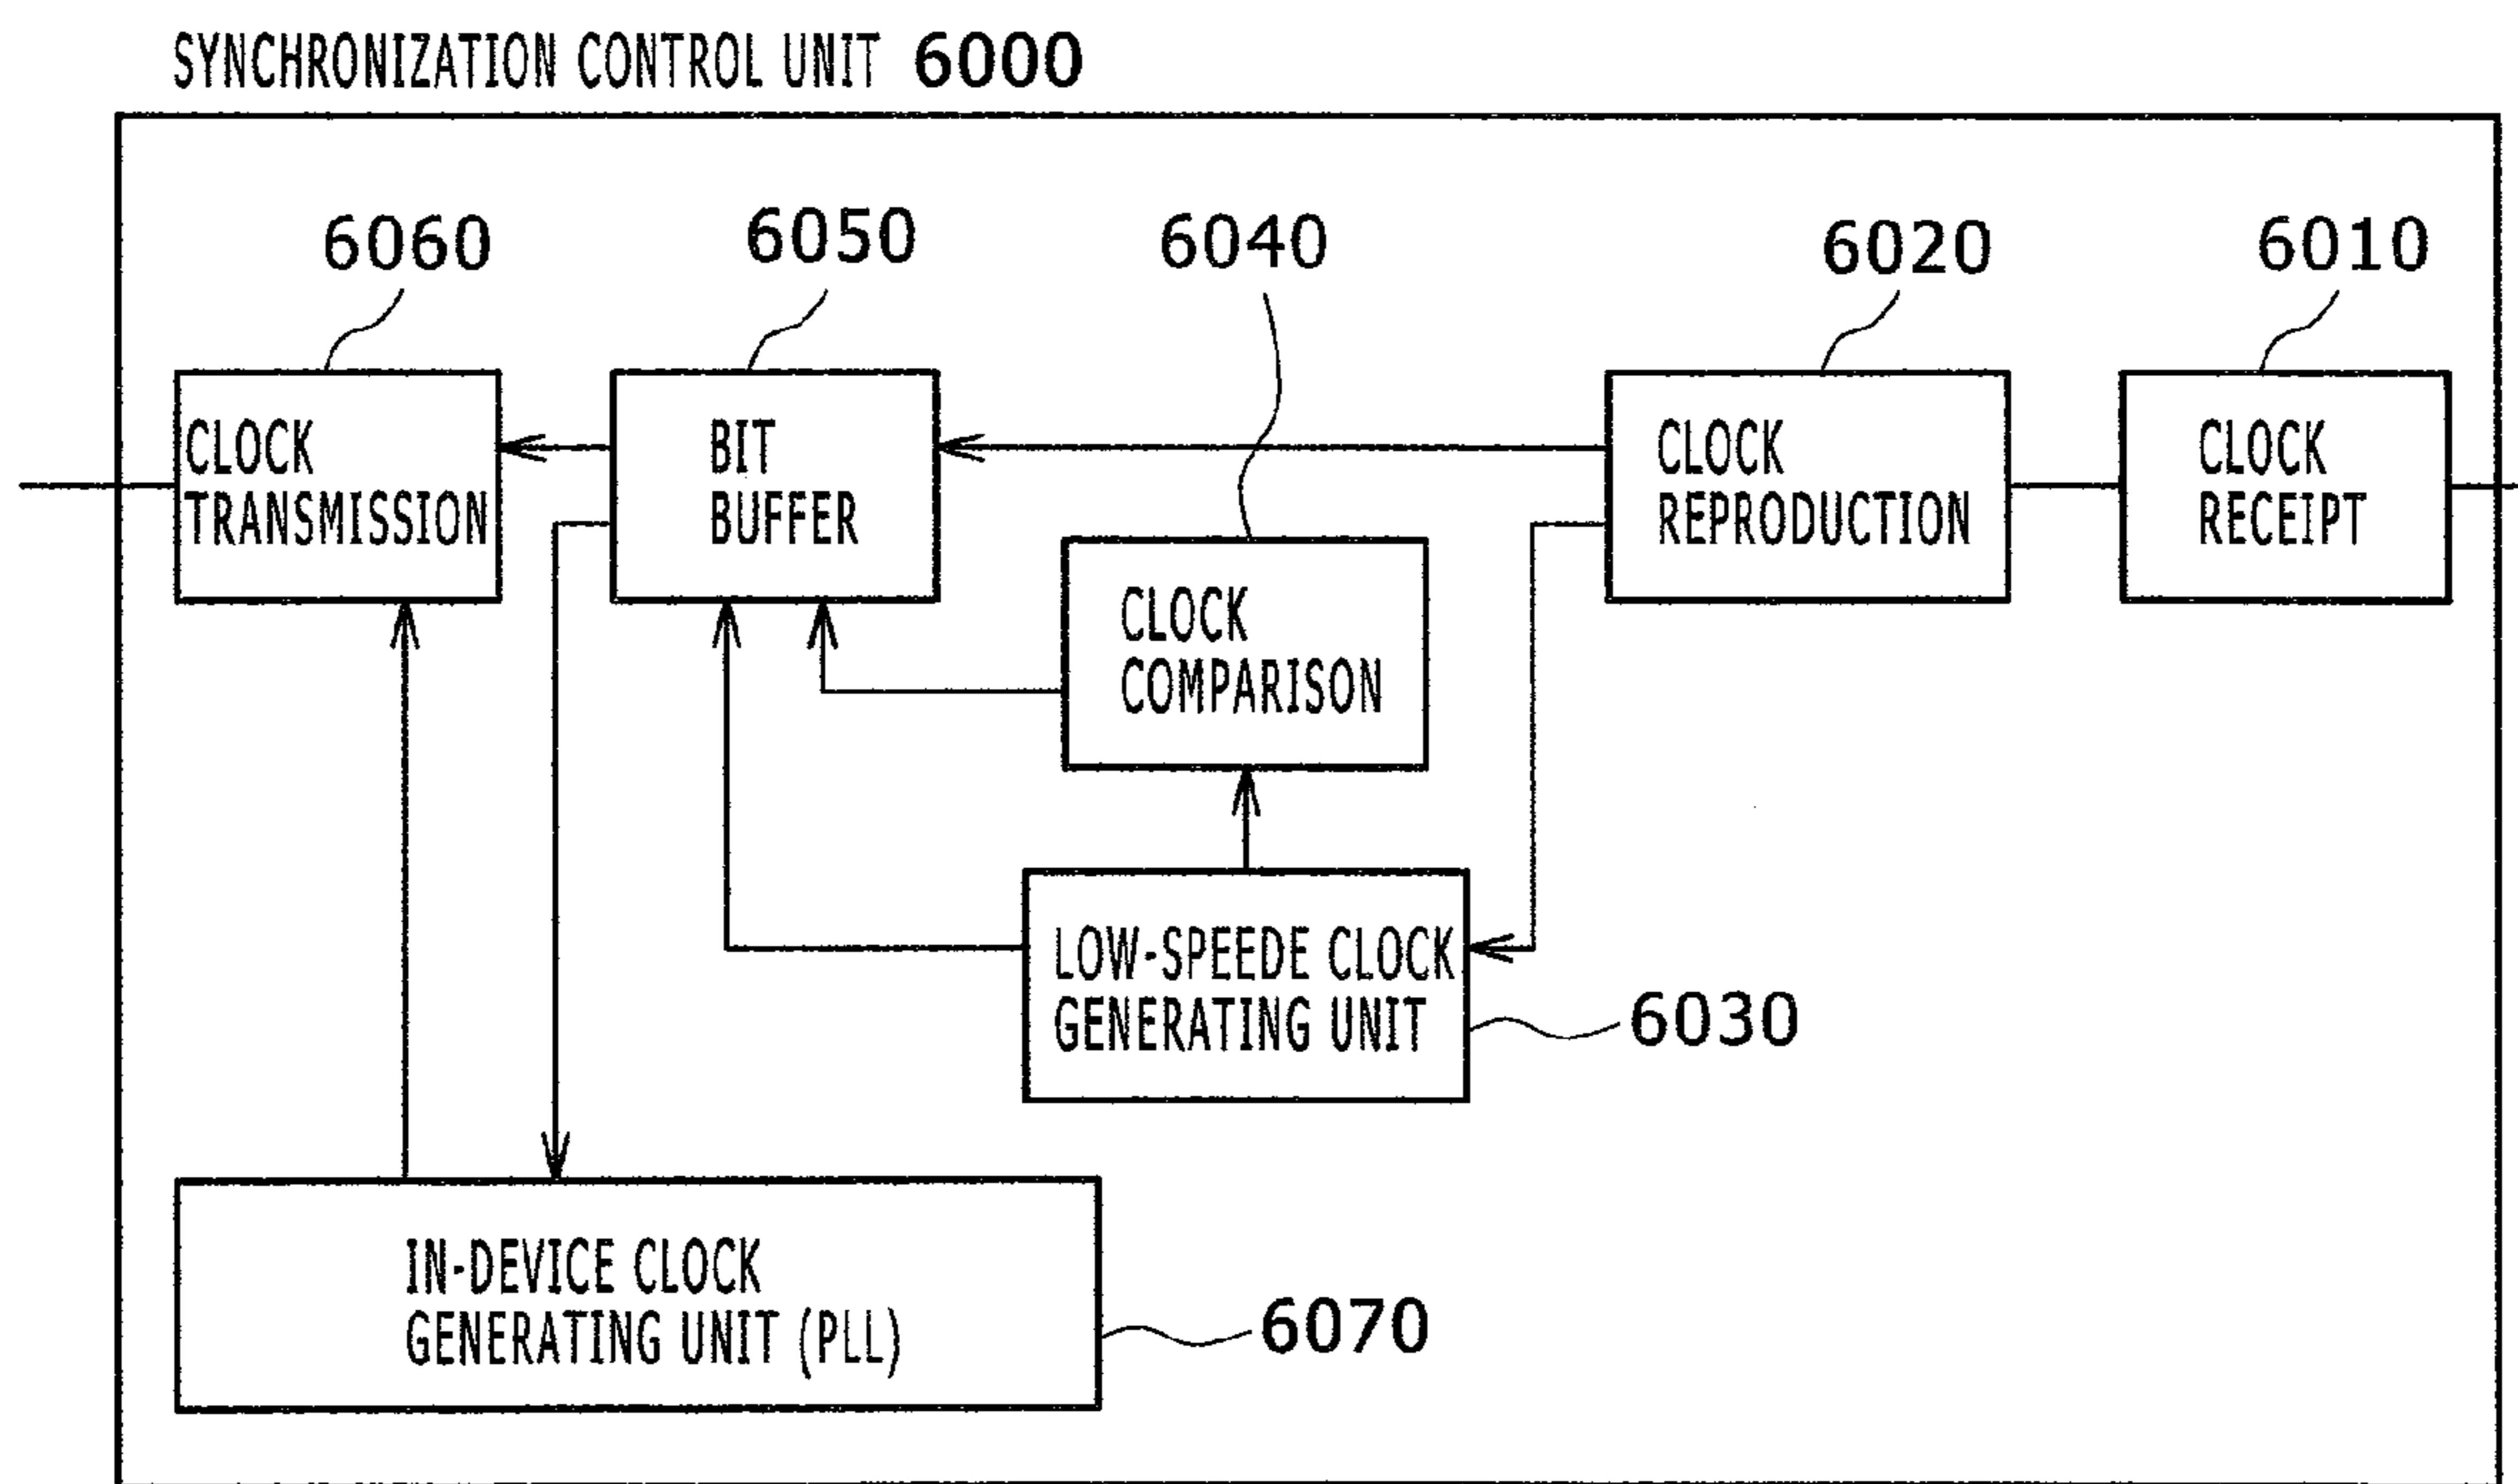 SYNCHRONIZATION CONTROL UNIT 6000
6060
6050
6040
6020
6010
CLOCK
TRANSMISSION
BIT
BUFFER
CLOCK
REPRODUCTION
CLOCK
RECEIPT
CLOCK
COMPARISON
LOW-SPEEDE CLOCK
GENERATING UNIT
6030
IN-DEVICE CLOCK
GENERATING UNIT (PLL)
6070